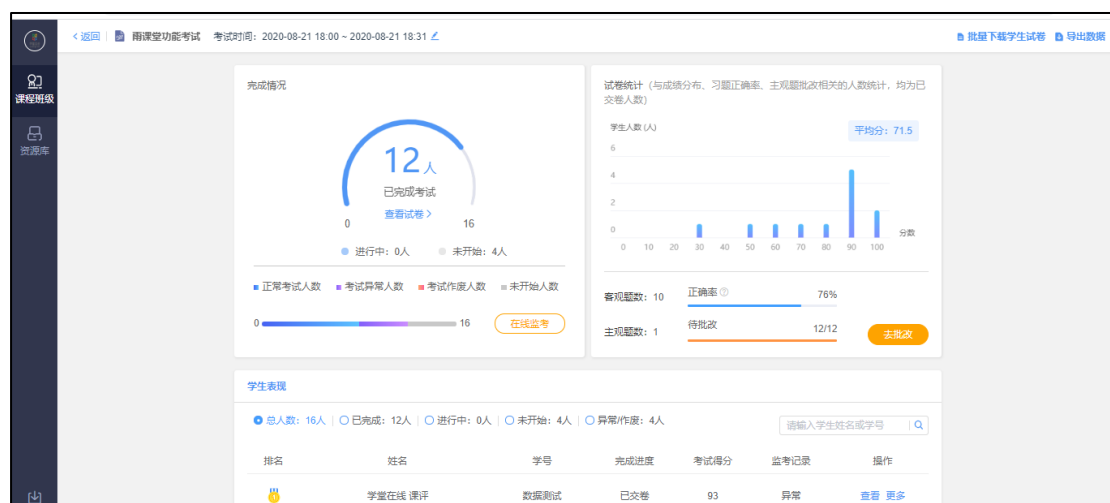 返回 雨课堂功能考试 考试时间: 2020-08-21 18:00 ~ 2020-08-21 18:31 批量下载学生试卷 导出数据
课程班级
资源库
完成情况
12人
已完成考试
查看试卷 >
0 16
进行中: 0人 未开始: 4人
正常考试人数 考试异常人数 考试作废人数 未开始人数
0 16 在线监考
试卷统计 (与成绩分布、习题正确率、主观题批改相关的人数统计, 均为已
交卷人数)
学生人数 (人) 平均分: 71.5
6
4
2
0
0 10 20 30 40 50 60 70 80 90 100 分数
客观题数: 10 正确率 76%
主观题数: 1 待批改 12/12 去批改
学生表现
总人数: 16人 已完成: 12人 进行中: 0人 未开始: 4人 异常/作废: 4人 请输入学生姓名或学号
排名 姓名 学号 完成进度 考试得分 监考记录 操作
学堂在线 课评 数据测试 已交卷 93 异常 查看 更多